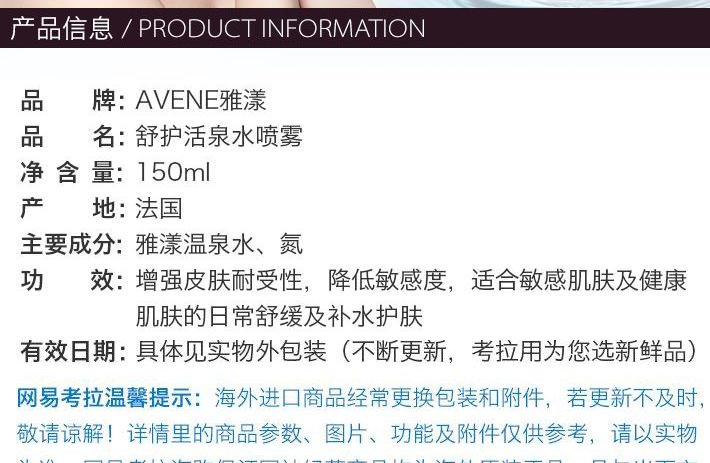 产品信息 / PRODUCT INFORMATION
品 牌：AVENE雅漾
品 名：舒护活泉水喷雾
净 含 量：150ml
产 地：法国
主要成分：雅漾温泉水、氮
功 效：增强皮肤耐受性，降低敏感度，适合敏感肌肤及健康
肌肤的日常舒缓及补水护肤
有效日期：具体见实物外包装（不断更新，考拉用为您选新鲜品）
网易考拉温馨提示：海外进口商品经常更换包装和附件，若更新不及时，
敬请谅解！详情里的商品参数、图片、功能及附件仅供参考，请以实物